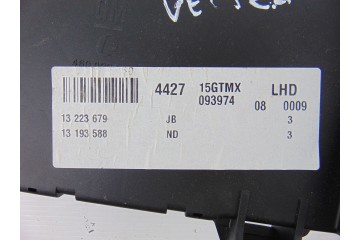 4427 15GTMX LHD
093974 08 0009
13 223 679 JB 3
13 193 588 ND 3